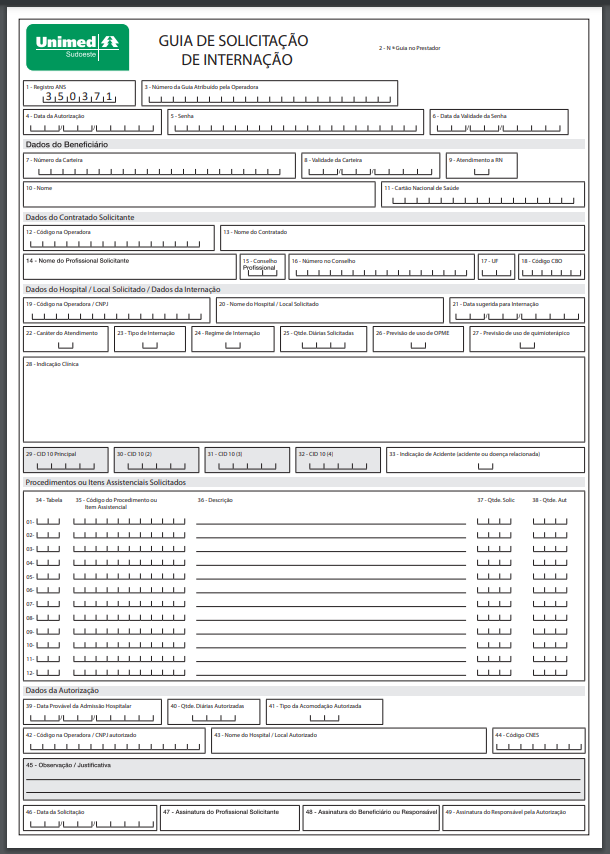 Unimed
Sudoeste
GUIA DE SOLICITAÇÃO
DE INTERNAÇÃO
2 - N º Guia no Prestador
1 - Registro ANS
3 5 0 3 7 1
3 - Número da Guia Atribuído pela Operadora
4 - Data da Autorização
5 - Senha
6 - Data da Validade da Senha
Dados do Beneficiário
7 - Número da Carteira
8 - Validade da Carteira
9 - Atendimento a RN
10 - Nome
11 - Cartão Nacional de Saúde
Dados do Contratado Solicitante
12 - Código na Operadora
13 - Nome do Contratado
14 - Nome do Profissional Solicitante
15 - Conselho
Profissional
16 - Número no Conselho
17 - UF
18 - Código CBO
Dados do Hospital / Local Solicitado / Dados da Internação
19 - Código na Operadora / CNPJ
20 - Nome do Hospital / Local Solicitado
21 - Data sugerida para Internação
22 - Caráter do Atendimento
23 - Tipo de Internação
24 - Regime de Internação
25 - Qtde. Diárias Solicitadas
26 - Previsão de uso de OPME
27 - Previsão de uso de quimioterápico
28 - Indicação Clínica
29 - CID 10 Principal
30 - CID 10 (2)
31 - CID 10 (3)
32 - CID 10 (4)
33 - Indicação de Acidente (acidente ou doença relacionada)
Procedimentos ou Itens Assistenciais Solicitados
34 - Tabela
35 - Código do Procedimento ou
Item Assistencial
36 - Descrição
37 - Qtde. Solic
38 - Qtde. Aut
01-
02-
03-
04-
05-
06-
07-
08-
09-
10-
11-
12-
Dados da Autorização
39 - Data Provável da Admissão Hospitalar
40 - Qtde. Diárias Autorizadas
41 - Tipo da Acomodação Autorizada
42 - Código na Operadora / CNPJ autorizado
43 - Nome do Hospital / Local Autorizado
44 - Código CNES
45 - Observação / Justificativa
46 - Data da Solicitação
47 - Assinatura do Profissional Solicitante
48 - Assinatura do Beneficiário ou Responsável
49 - Assinatura do Responsável pela Autorização